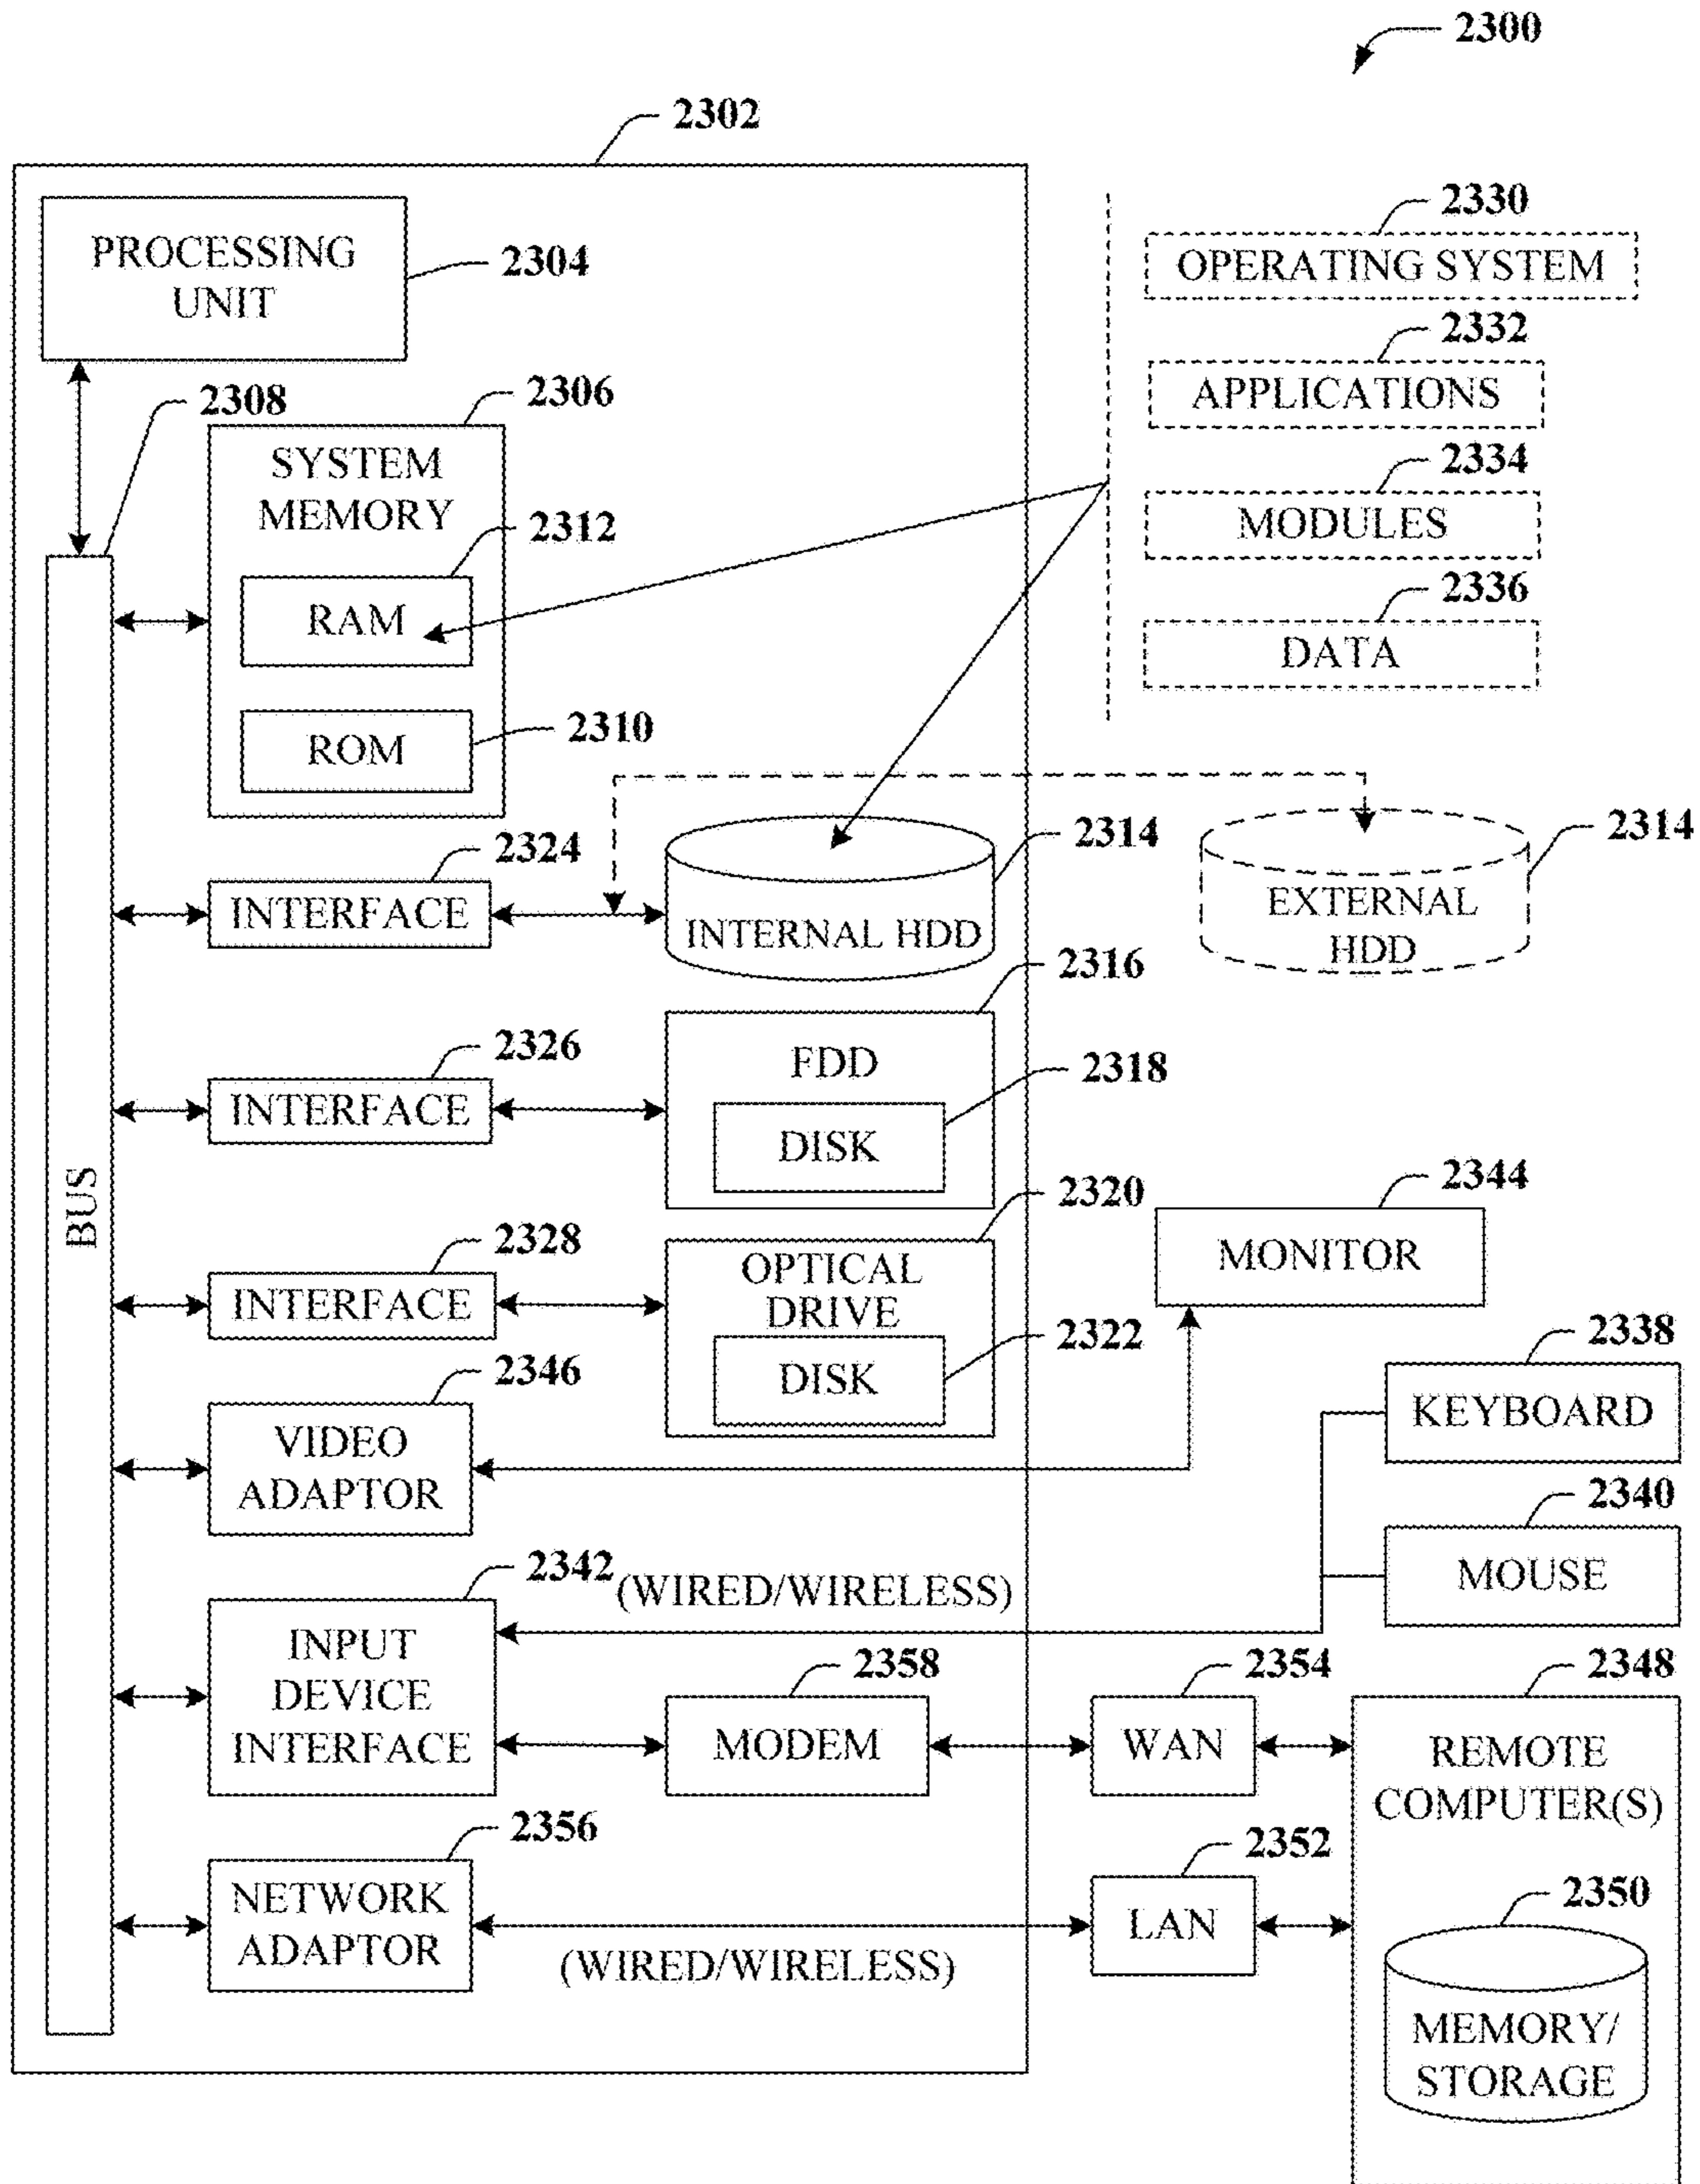 2300
2302
PROCESSING
UNIT
2304
2330
OPERATING SYSTEM
2332
APPLICATIONS
2334
MODULES
2336
DATA
2308
2306
SYSTEM
MEMORY
2312
RAM
2310
ROM
2324
INTERFACE
2314
INTERNAL HDD
2314
EXTERNAL
HDD
2326
INTERFACE
2316
FDD
2318
DISK
BUS
2328
INTERFACE
2320
OPTICAL
DRIVE
2322
DISK
2344
MONITOR
2346
VIDEO
ADAPTOR
2338
KEYBOARD
2340
MOUSE
2342
(WIRED/WIRELESS)
INPUT
DEVICE
INTERFACE
2358
MODEM
2354
WAN
2348
REMOTE
COMPUTER(S)
2356
NETWORK
ADAPTOR
(WIRED/WIRELESS)
2352
LAN
2350
MEMORY/
STORAGE